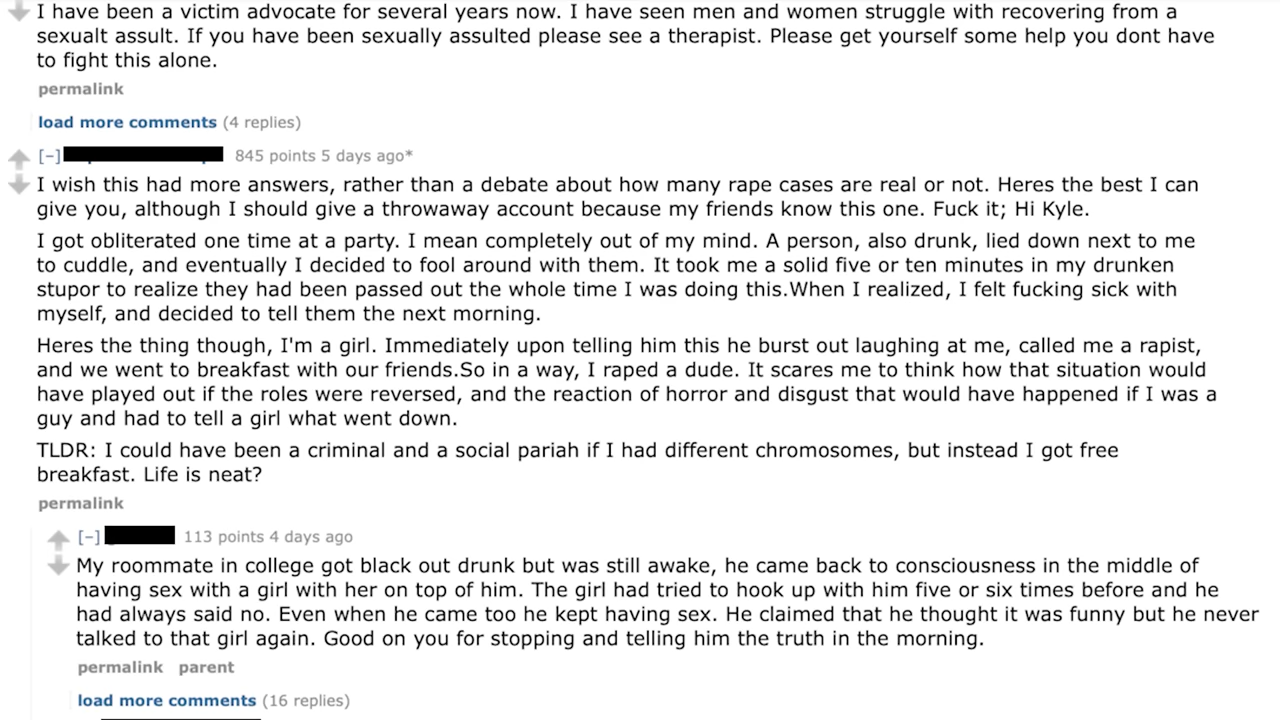 I have been a victim advocate for several years now. I have seen men and women struggle with recovering from a
sexualt assult. If you have been sexually assulted please see a therapist. Please get yourself some help you dont have
to fight this alone.
permalink
load more comments (4 replies)
[-] 845 points 5 days ago*
I wish this had more answers, rather than a debate about how many rape cases are real or not. Heres the best I can
give you, although I should give a throwaway account because my friends know this one. Fuck it; Hi Kyle.
I got obliterated one time at a party. I mean completely out of my mind. A person, also drunk, lied down next to me
to cuddle, and eventually I decided to fool around with them. It took me a solid five or ten minutes in my drunken
stupor to realize they had been passed out the whole time I was doing this.When I realized, I felt fucking sick with
myself, and decided to tell them the next morning.
Heres the thing though, I'm a girl. Immediately upon telling him this he burst out laughing at me, called me a rapist,
and we went to breakfast with our friends.So in a way, I raped a dude. It scares me to think how that situation would
have played out if the roles were reversed, and the reaction of horror and disgust that would have happened if I was a
guy and had to tell a girl what went down.
TLDR: I could have been a criminal and a social pariah if I had different chromosomes, but instead I got free
breakfast. Life is neat?
permalink
[-] 113 points 4 days ago
My roommate in college got black out drunk but was still awake, he came back to consciousness in the middle of
having sex with a girl with her on top of him. The girl had tried to hook up with him five or six times before and he
had always said no. Even when he came too he kept having sex. He claimed that he thought it was funny but he never
talked to that girl again. Good on you for stopping and telling him the truth in the morning.
permalink parent
load more comments (16 replies)